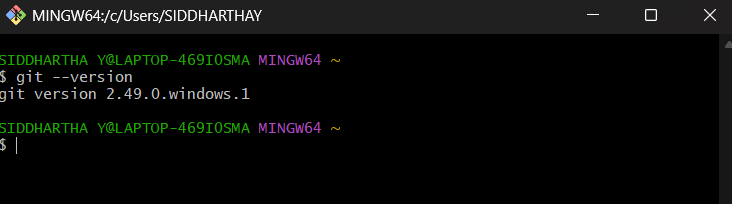 MINGW64:/c/Users/SIDDHARTHAY
SIDDHARTHA Y@LAPTOP-469IOSMA MINGW64 ~
$ git --version
git version 2.49.0.windows.1
SIDDHARTHA Y@LAPTOP-469IOSMA MINGW64 ~
$